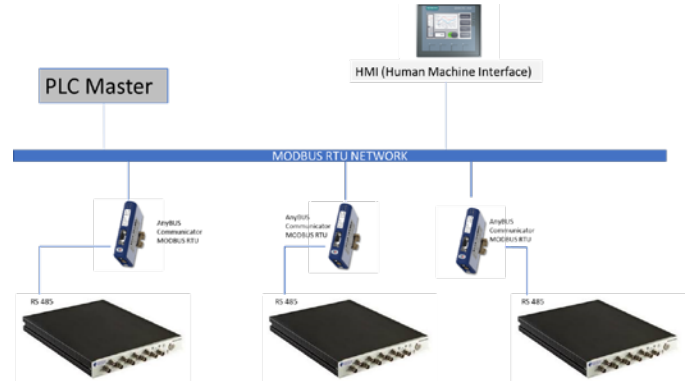 HMI (Human Machine Interface)
PLC Master
MODBUS RTU NETWORK
AnyBUS
Communicator
MODBUS RTU
AnyBUS
Communicator
MODBUS RTU
AnyBUS
Communicator
MODBUS RTU
RS 485
RS 485
RS 485